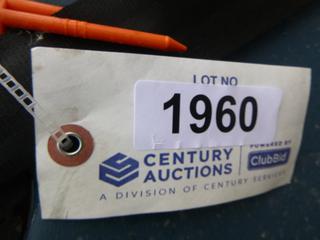 LOT NO
1960
CENTURY
AUCTIONS
POWERED BY
ClubBid
A DIVISION OF CENTURY SERVICES